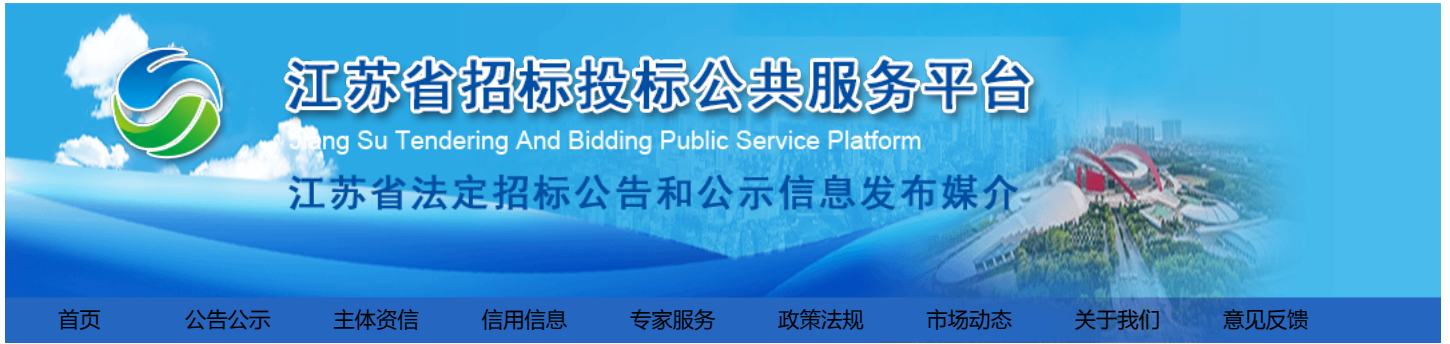 江苏省招标投标公共服务平台
Jiang Su Tendering And Bidding Public Service Platform
江苏省法定招标公告和公示信息发布媒介
首页 公告公示 主体资信 信用信息 专家服务 政策法规 市场动态 关于我们 意见反馈